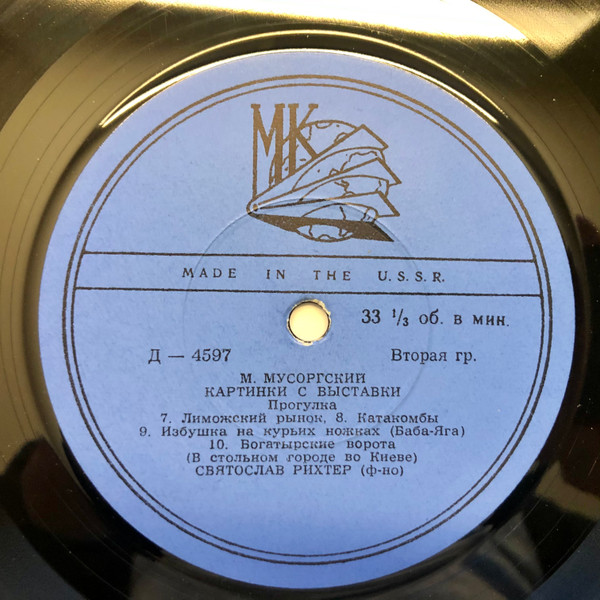 МК
MADE IN THE U.S.S.R.
33 1/3 об. в мин.
Д — 4597 Вторая гр.
М. МУСОРГСКИЙ
КАРТИНКИ С ВЫСТАВКИ
Прогулка
7. Лиможский рынок, 8. Катакомбы
9. Избушка на курьих ножках (Баба-Яга)
10. Богатырские ворота
(В стольном городе во Киеве)
СВЯТОСЛАВ РИХТЕР (ф-но)